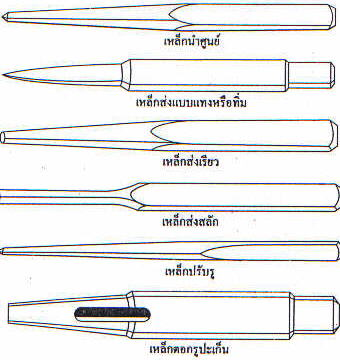 เหล็กนำศูนย์
เหล็กส่งแบบแทงหรือทิ่ม
เหล็กส่งเรียว
เหล็กส่งสลัก
เหล็กปรับรู
เหล็กตอกรูปะเก็น